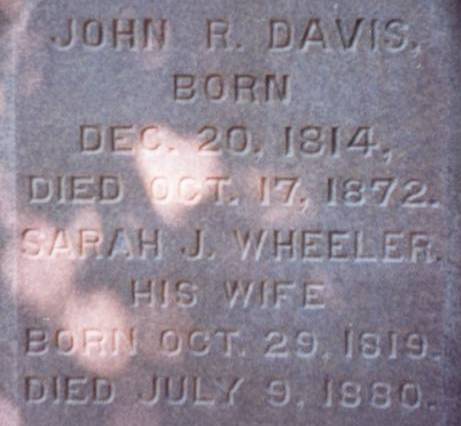 JOHN R. DAVIS.
BORN
DEC. 20, 1814,
DIED OCT. 17, 1872.
SARAH J. WHEELER.
HIS WIFE
BORN OCT. 29, 1819.
DIED JULY 9, 1880.